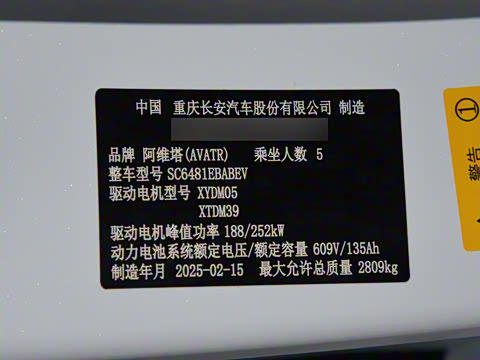 中国 重庆长安汽车股份有限公司 制造
品牌 阿维塔(AVATR) 乘坐人数 5
整车型号 SC6481EBABEV
驱动电机型号 XYDM05
XTDM39
驱动电机峰值功率 188/252kW
动力电池系统额定电压/额定容量 609V/135Ah
制造年月 2025-02-15 最大允许总质量 2809kg
①
警告